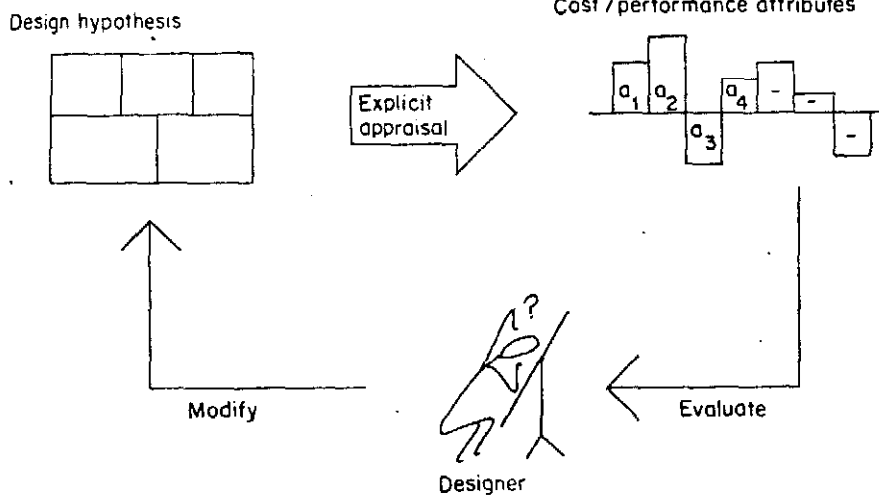 Design hypothesis
Cost / performance attributes
Explicit
appraisal
a1 a2 a4 - -
a3 -
?
Modify
Evaluate
Designer